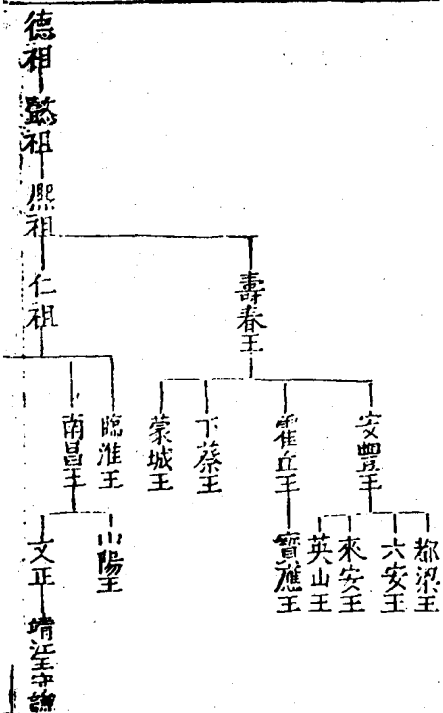 德祖
懿祖
熙祖
仁祖
壽春王
南昌王
臨淮王
蒙城王
下蔡王
霍丘王
安豐王
文正
山陽王
寶應王
英山王
來安王
六安王
都梁王
靖江王守謙